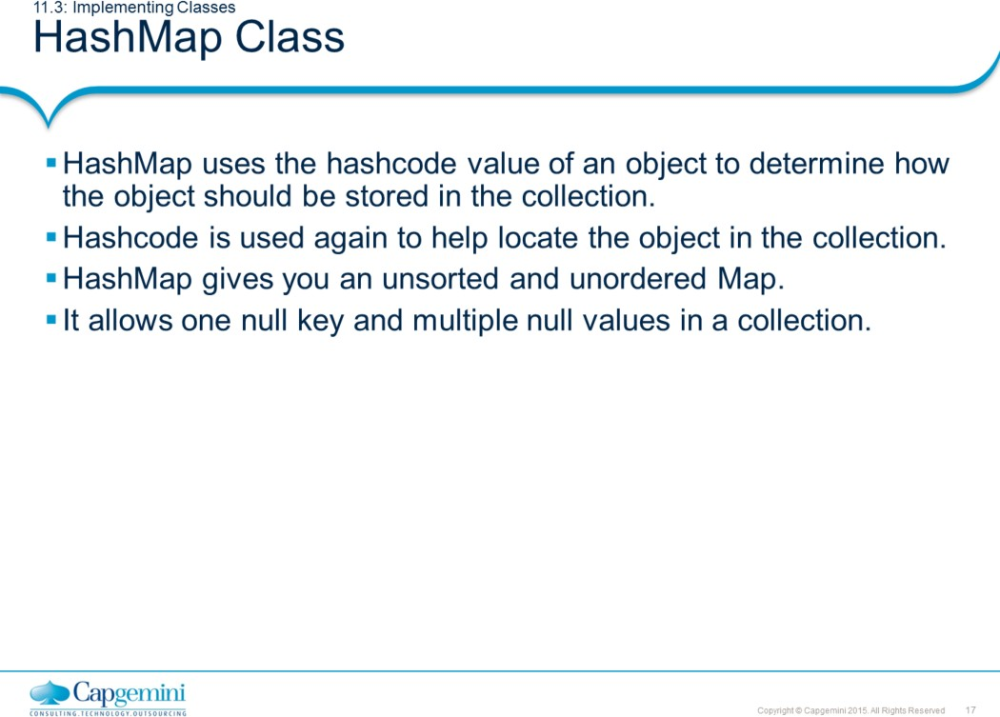 11.3: Implementing Classes
HashMap Class
HashMap uses the hashcode value of an object to determine how
the object should be stored in the collection.
Hashcode is used again to help locate the object in the collection.
HashMap gives you an unsorted and unordered Map.
It allows one null key and multiple null values in a collection.
Capgemini
CONSULTING.TECHNOLOGY.OUTSOURCING
Copyright © Capgemini 2015. All Rights Reserved 17